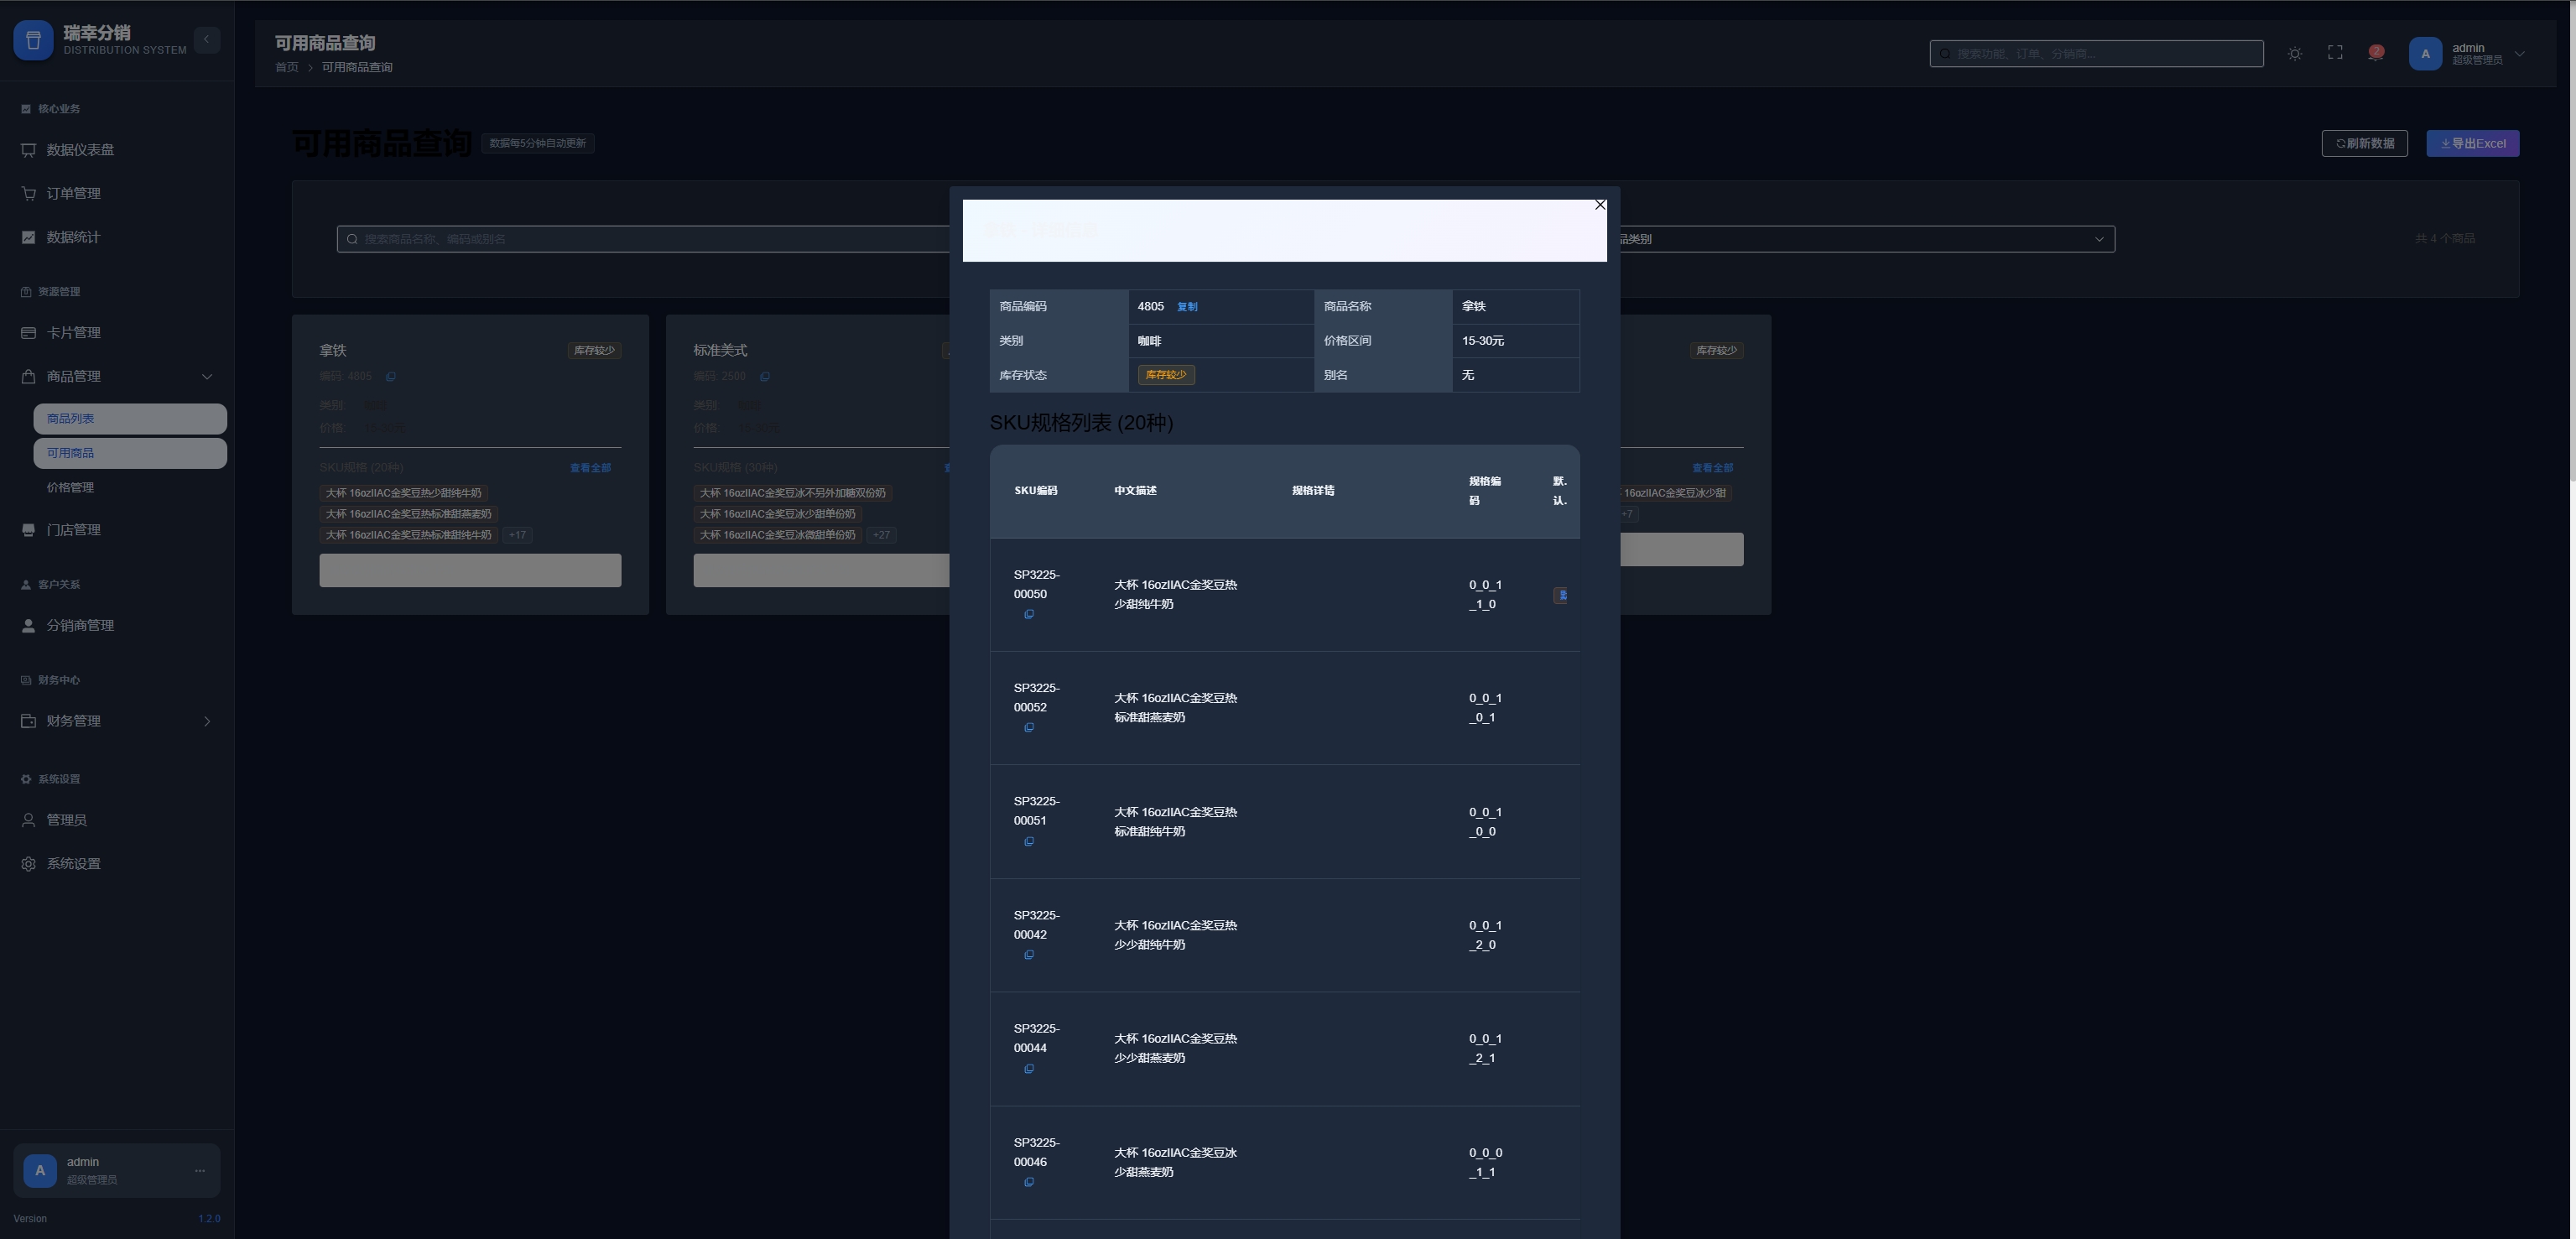 瑞幸分销
DISTRIBUTION SYSTEM
核心业务
数据仪表盘
订单管理
数据统计
资源管理
卡片管理
商品管理
商品列表
可用商品
价格管理
门店管理
客户关系
分销商管理
财务中心
财务管理
系统设置
管理员
系统设置
A
admin
超级管理员
Version
1.2.0
可用商品查询
首页
可用商品查询
搜索功能、订单、分销商...
2
A
admin
超级管理员
可用商品查询
数据每5分钟自动更新
刷新数据
导出Excel
搜索商品名称、编码或别名
品类别
共 4 个商品
拿铁
库存较少
编码: 4805
类别:
价格: 15-30元
SKU规格 (20种)
查看全部
大杯 16ozIIAC金奖豆热少甜纯牛奶
大杯 16ozIIAC金奖豆热标准甜燕麦奶
大杯 16ozIIAC金奖豆热标准甜纯牛奶
+17
标准美式
编码: 2500
类别:
价格:
SKU规格 (30种)
大杯 16ozIIAC金奖豆冰不另外加糖双份奶
大杯 16ozIIAC金奖豆冰少甜单份奶
大杯 16ozIIAC金奖豆冰微甜单份奶
+27
库存较少
查看全部
16ozIIAC金奖豆冰少甜
+7
商品编码
4805
复制
商品名称
拿铁
类别
咖啡
价格区间
15-30元
库存状态
库存较少
别名
无
SKU规格列表 (20种)
SKU编码
中文描述
规格详情
规格编
码
默.
认.
SP3225-
00050
大杯 16ozIIAC金奖豆热
少甜纯牛奶
0_0_1
_1_0
SP3225-
00052
大杯 16ozIIAC金奖豆热
标准甜燕麦奶
0_0_1
_0_1
SP3225-
00051
大杯 16ozIIAC金奖豆热
标准甜纯牛奶
0_0_1
_0_0
SP3225-
00042
大杯 16ozIIAC金奖豆热
少少甜纯牛奶
0_0_1
_2_0
SP3225-
00044
大杯 16ozIIAC金奖豆热
少少甜燕麦奶
0_0_1
_2_1
SP3225-
00046
大杯 16ozIIAC金奖豆冰
少甜燕麦奶
0_0_0
_1_1